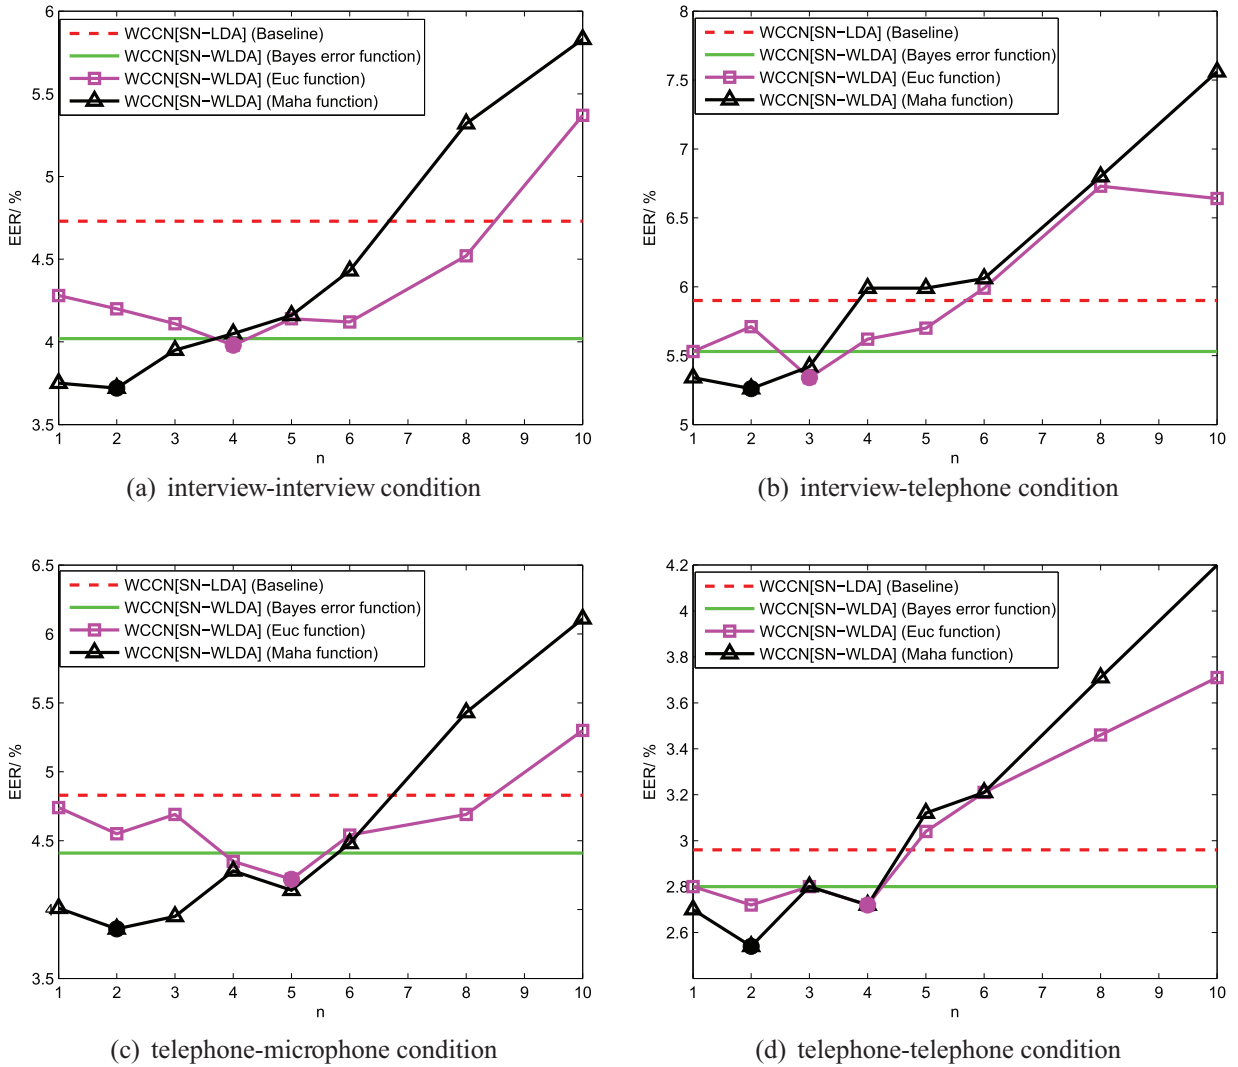 6
5.5
5
4.5
4
3.5
EER/ %
WCCN[SN−LDA] (Baseline)
WCCN[SN−WLDA] (Bayes error function)
WCCN[SN−WLDA] (Euc function)
WCCN[SN−WLDA] (Maha function)
1 2 3 4 5 6 7 8 9 10
n
(a) interview-interview condition
8
7.5
7
6.5
6
5.5
5
EER/ %
WCCN[SN−LDA] (Baseline)
WCCN[SN−WLDA] (Bayes error function)
WCCN[SN−WLDA] (Euc function)
WCCN[SN−WLDA] (Maha function)
1 2 3 4 5 6 7 8 9 10
n
(b) interview-telephone condition
6.5
6
5.5
5
4.5
4
3.5
EER/ %
WCCN[SN−LDA] (Baseline)
WCCN[SN−WLDA] (Bayes error function)
WCCN[SN−WLDA] (Euc function)
WCCN[SN−WLDA] (Maha function)
1 2 3 4 5 6 7 8 9 10
n
(c) telephone-microphone condition
4.2
4
3.8
3.6
3.4
3.2
3
2.8
2.6
EER/ %
WCCN[SN−LDA] (Baseline)
WCCN[SN−WLDA] (Bayes error function)
WCCN[SN−WLDA] (Euc function)
WCCN[SN−WLDA] (Maha function)
1 2 3 4 5 6 7 8 9 10
n
(d) telephone-telephone condition